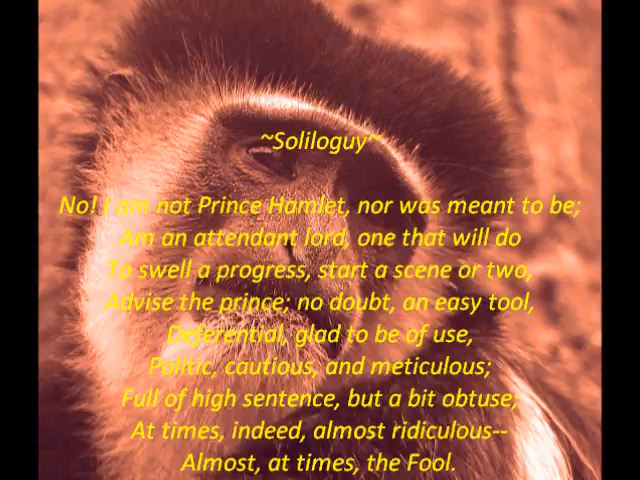 ~Soliloguy~
No! I am not Prince Hamlet, nor was meant to be;
Am an attendant lord, one that will do
To swell a progress, start a scene or two,
Advise the prince; no doubt, an easy tool,
Deferential, glad to be of use,
Politic, cautious, and meticulous;
Full of high sentence, but a bit obtuse;
At times, indeed, almost ridiculous--
Almost, at times, the Fool.